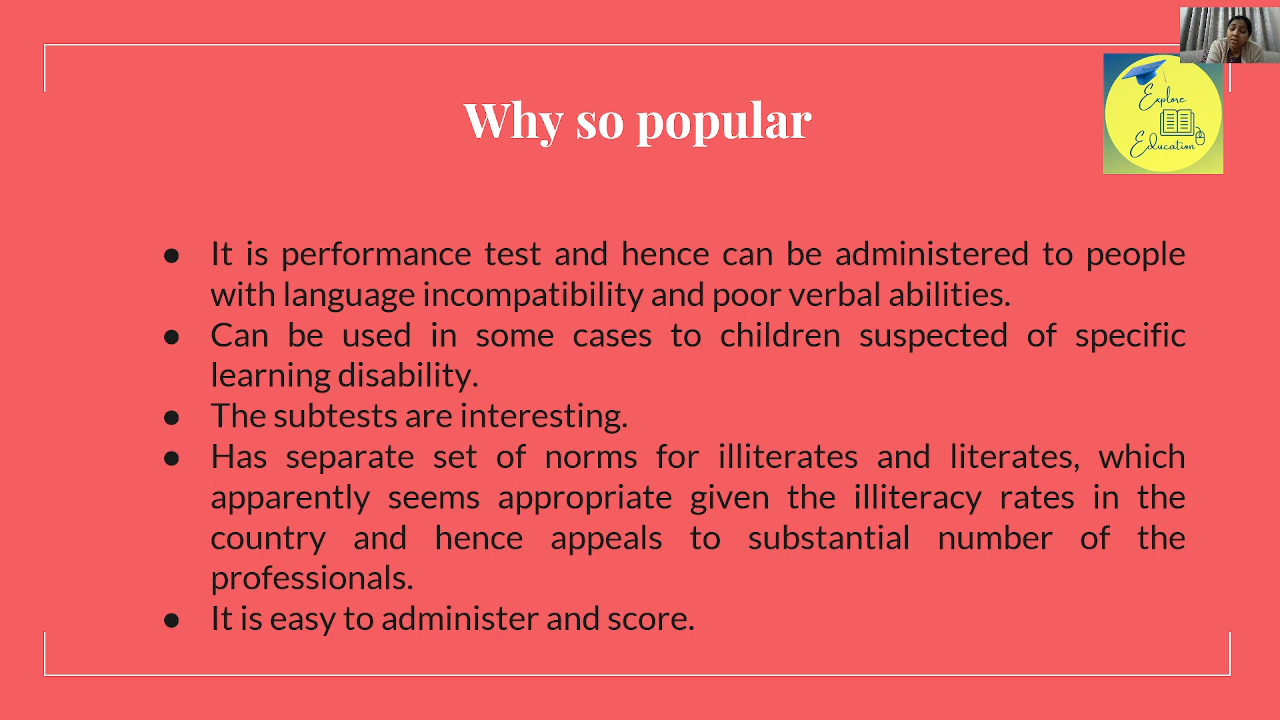 Why so popular
Explore
Education
● It is performance test and hence can be administered to people
with language incompatibility and poor verbal abilities.
● Can be used in some cases to children suspected of specific
learning disability.
● The subtests are interesting.
● Has separate set of norms for illiterates and literates, which
apparently seems appropriate given the illiteracy rates in the
country and hence appeals to substantial number of the
professionals.
● It is easy to administer and score.